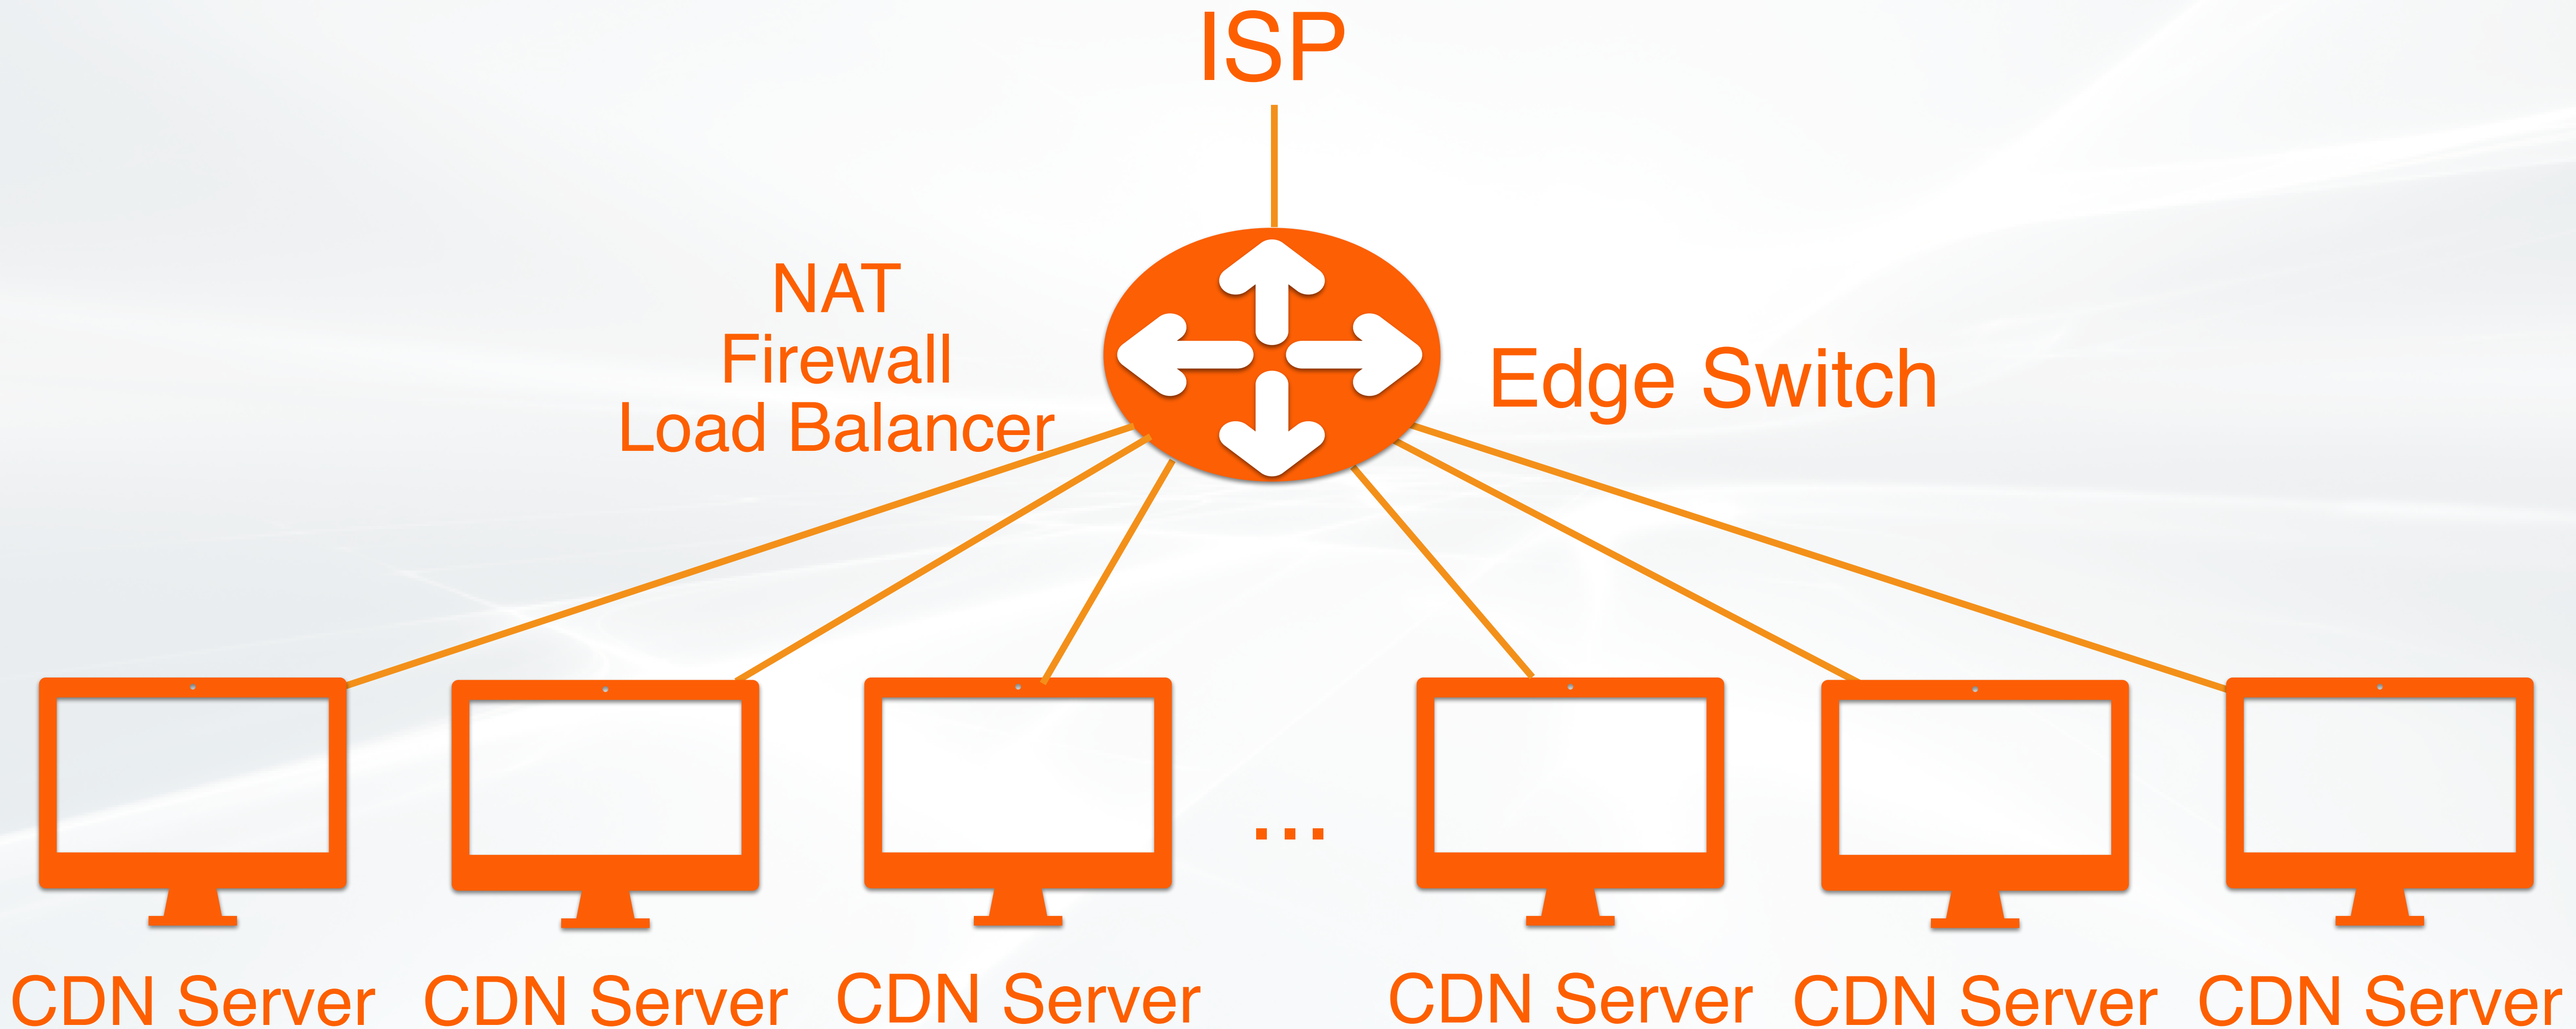 ISP
NAT
Firewall
Load Balancer
Edge Switch
...
CDN Server
CDN Server
CDN Server
CDN Server
CDN Server
CDN Server